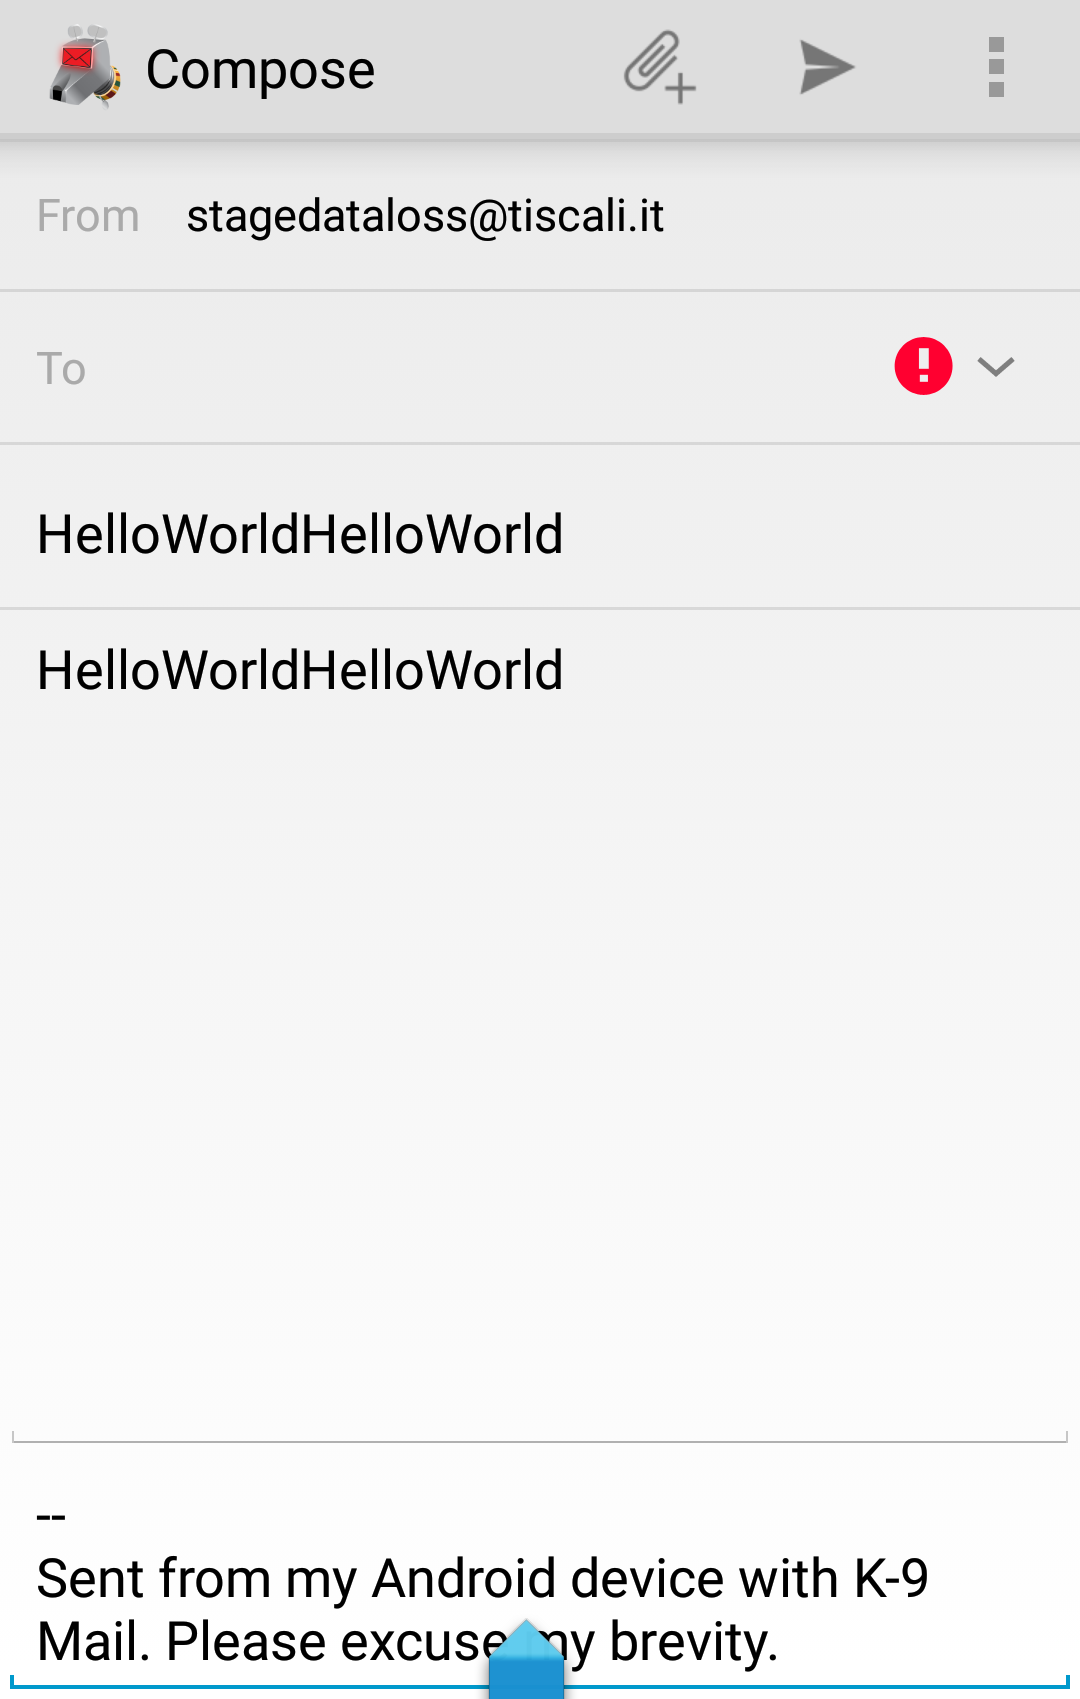 Compose
From stagedataloss@tiscali.it
To
HelloWorldHelloWorld
HelloWorldHelloWorld
--
Sent from my Android device with K-9
Mail. Please excuse my brevity.